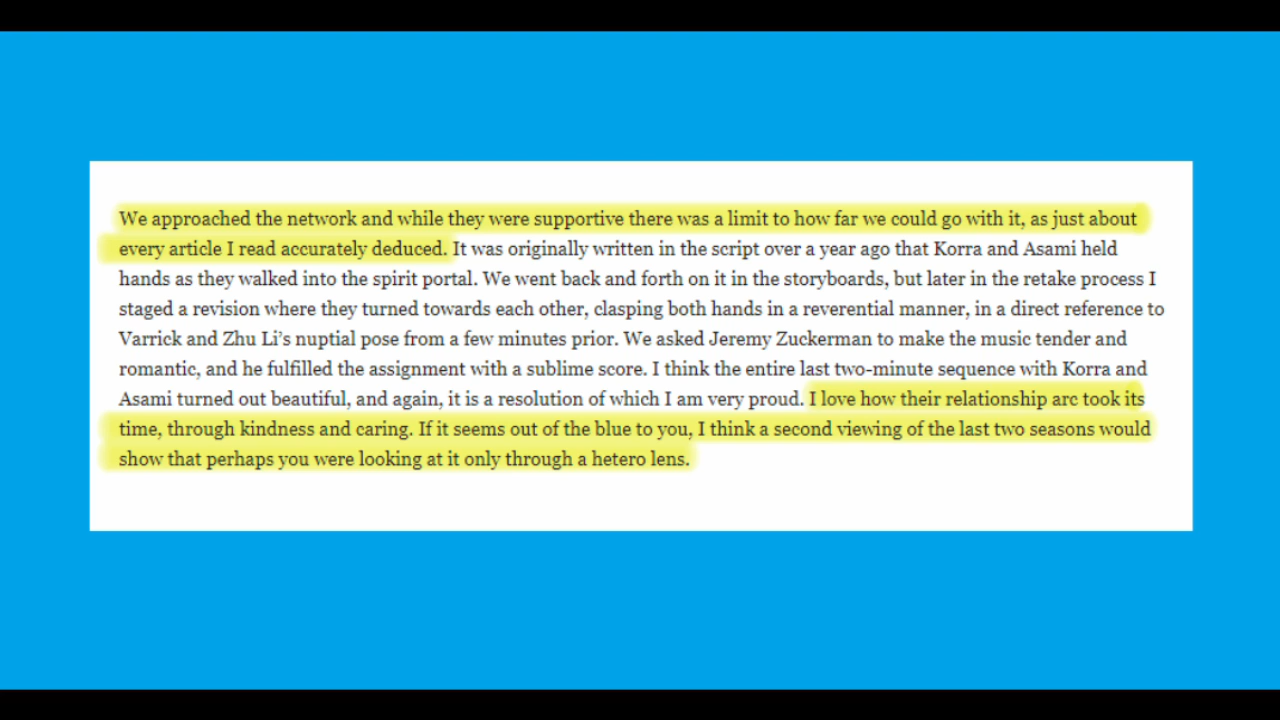 We approached the network and while they were supportive there was a limit to how far we could go with it, as just about
every article I read accurately deduced. It was originally written in the script over a year ago that Korra and Asami held
hands as they walked into the spirit portal. We went back and forth on it in the storyboards, but later in the retake process I
staged a revision where they turned towards each other, clasping both hands in a reverential manner, in a direct reference to
Varrick and Zhu Li’s nuptial pose from a few minutes prior. We asked Jeremy Zuckerman to make the music tender and
romantic, and he fulfilled the assignment with a sublime score. I think the entire last two-minute sequence with Korra and
Asami turned out beautiful, and again, it is a resolution of which I am very proud. I love how their relationship arc took its
time, through kindness and caring. If it seems out of the blue to you, I think a second viewing of the last two seasons would
show that perhaps you were looking at it only through a hetero lens.